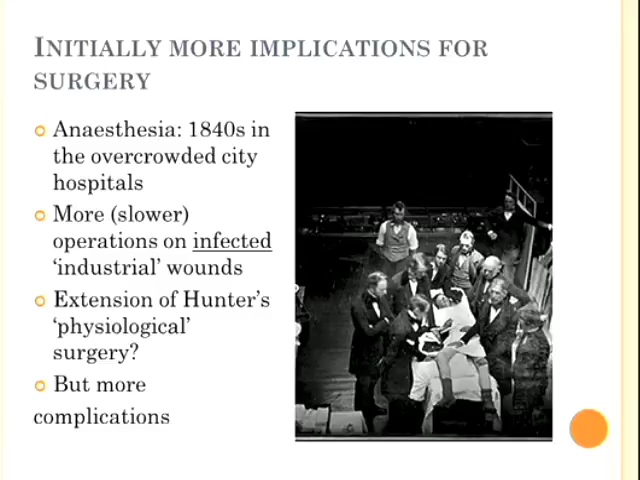 INITIALLY MORE IMPLICATIONS FOR
SURGERY
Anaesthesia: 1840s in
the overcrowded city
hospitals
More (slower)
operations on infected
‘industrial’ wounds
Extension of Hunter’s
‘physiological’
surgery?
But more
complications